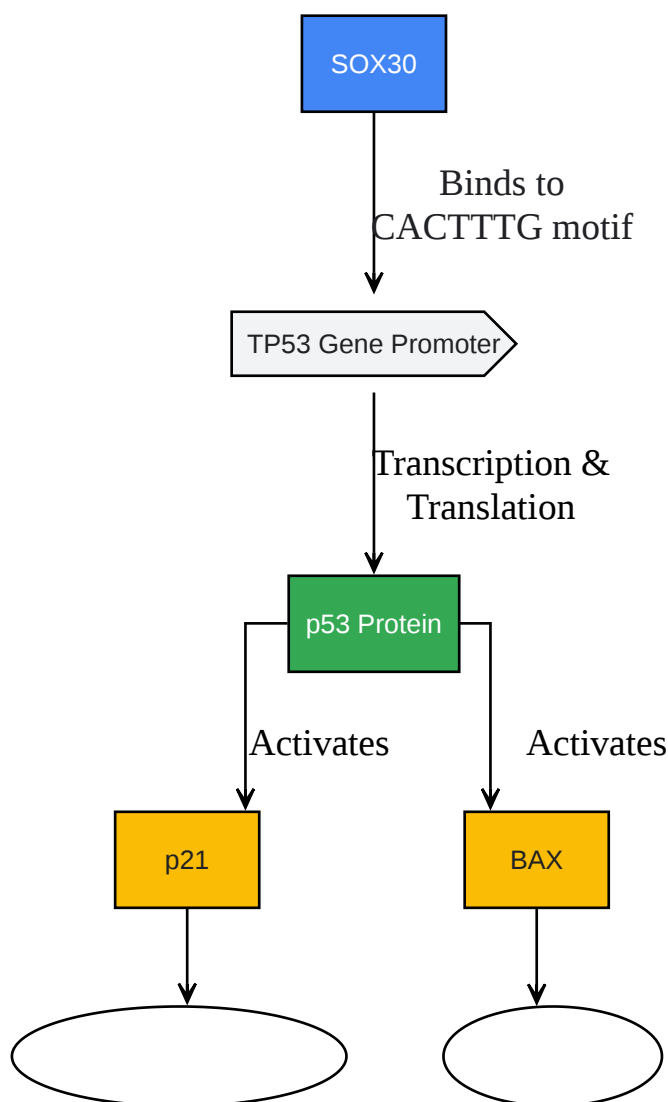 SOX30
Binds to
CACTTTG motif
TP53 Gene Promoter
Transcription &
Translation
p53 Protein
Activates
Activates
p21
BAX